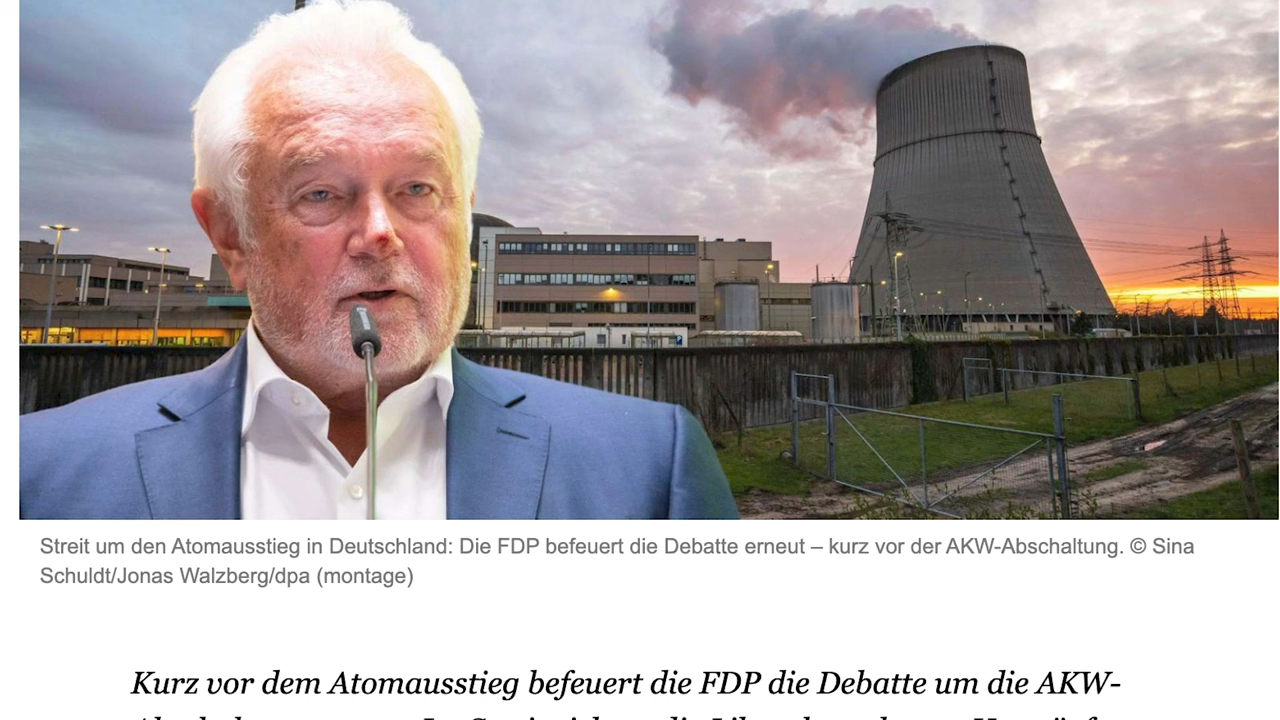 Streit um den Atomausstieg in Deutschland: Die FDP befeuert die Debatte erneut – kurz vor der AKW-Abschaltung. © Sina
Schuldt/Jonas Walzberg/dpa (montage)
Kurz vor dem Atomausstieg befeuert die FDP die Debatte um die AKW-